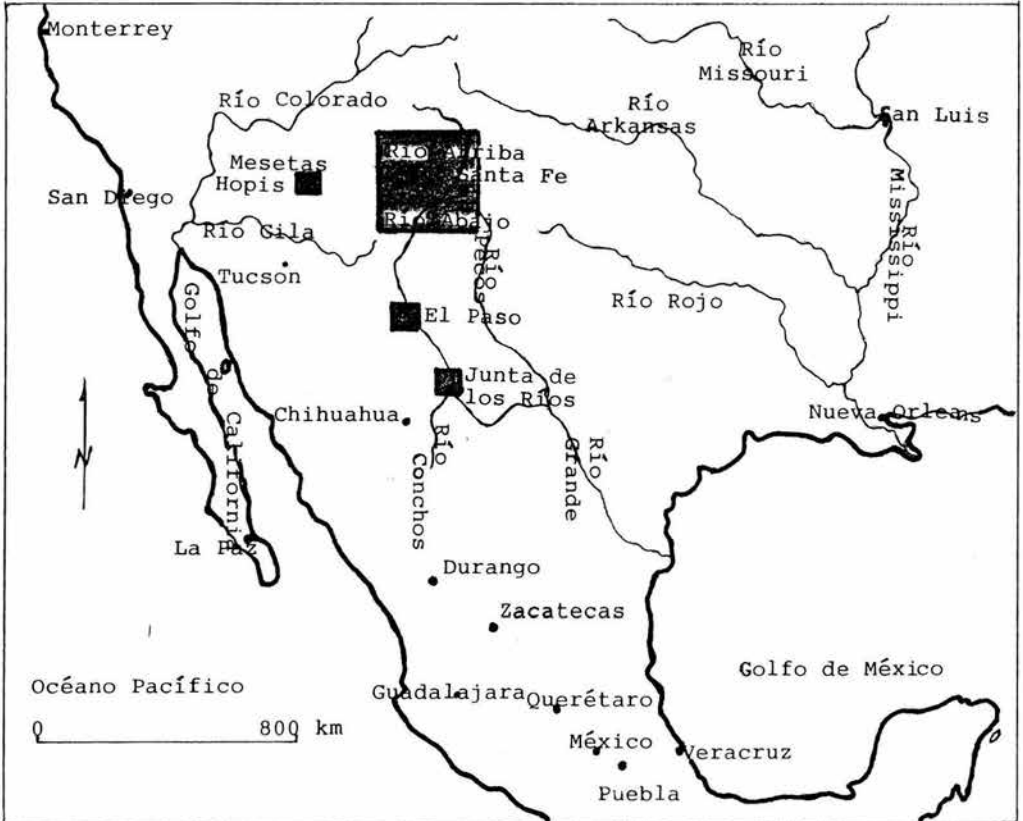 Monterrey
Río
Missouri
Río Colorado
Río
Arkansas
San Luis
Río Arriba
Mesetas
Hopis
Santa Fe
San Diego
Río
Mississippi
Río Abajo
Río Gila
Río
Pecos
Tucson
Golfo de California
Río Rojo
El Paso
Junta de
los Ríos
Chihuahua
Nueva Orleans
Río
Conchos
Río
Grande
N
La Paz
Durango
Zacatecas
Golfo de México
Océano Pacífico
Guadalajara
Querétaro
0 800 km
México
Veracruz
Puebla